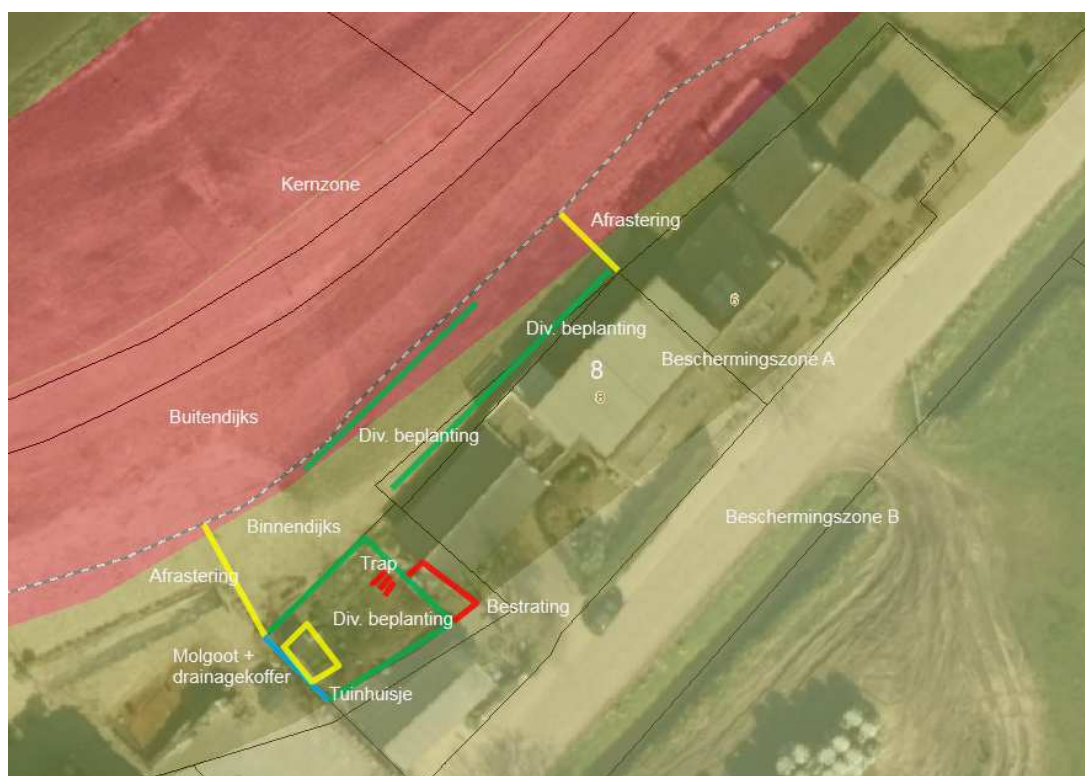 Kernzone
Afrastering
6
Div. beplanting
Beschermingszone A
8
8
Buitendijks
Div. beplanting
Beschermingszone B
Binnendijks
Trap
Afrastering
Bestrating
Div. beplanting
Molgoot +
drainagekoffer
Tuinhuisje